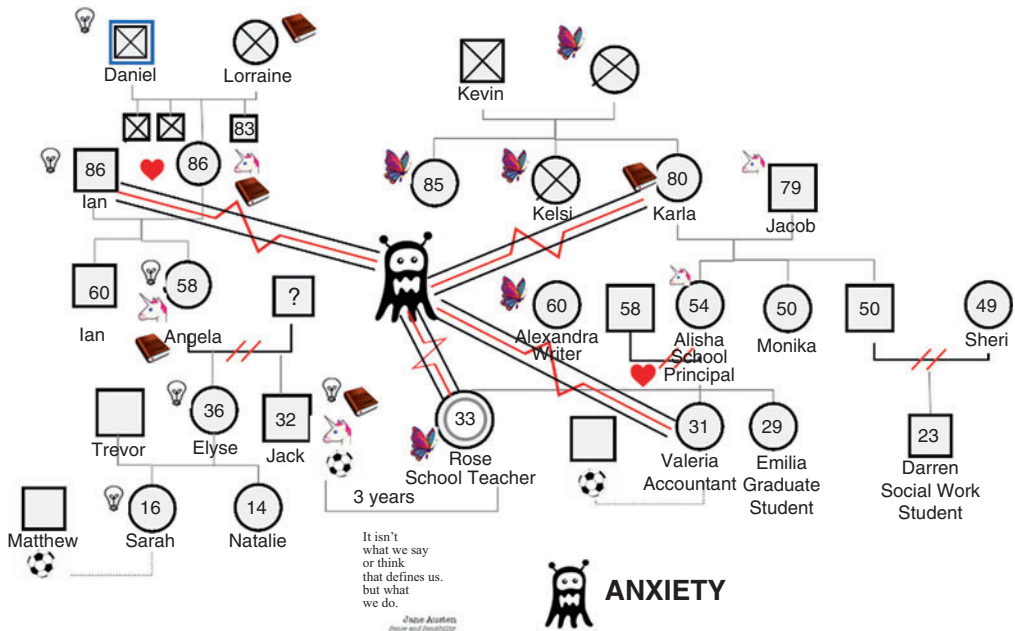 Daniel
Lorraine
Kevin
83
86
Ian
86
85
Kelsi
80
Karla
79
Jacob
60
Ian
58
Angela
?
60
Alexandra
Writer
58
54
Alisha
School
Principal
50
Monika
50
49
Sheri
Trevor
36
Elyse
32
Jack
33
Rose
School Teacher
31
Valeria
Accountant
29
Emilia
Graduate
Student
23
Darren
Social Work
Student
3 years
Matthew
16
Sarah
14
Natalie
It isn't
what we say
or think
that defines us.
but what
we do.
Jane Austen
Sense and Sensibility
ANXIETY